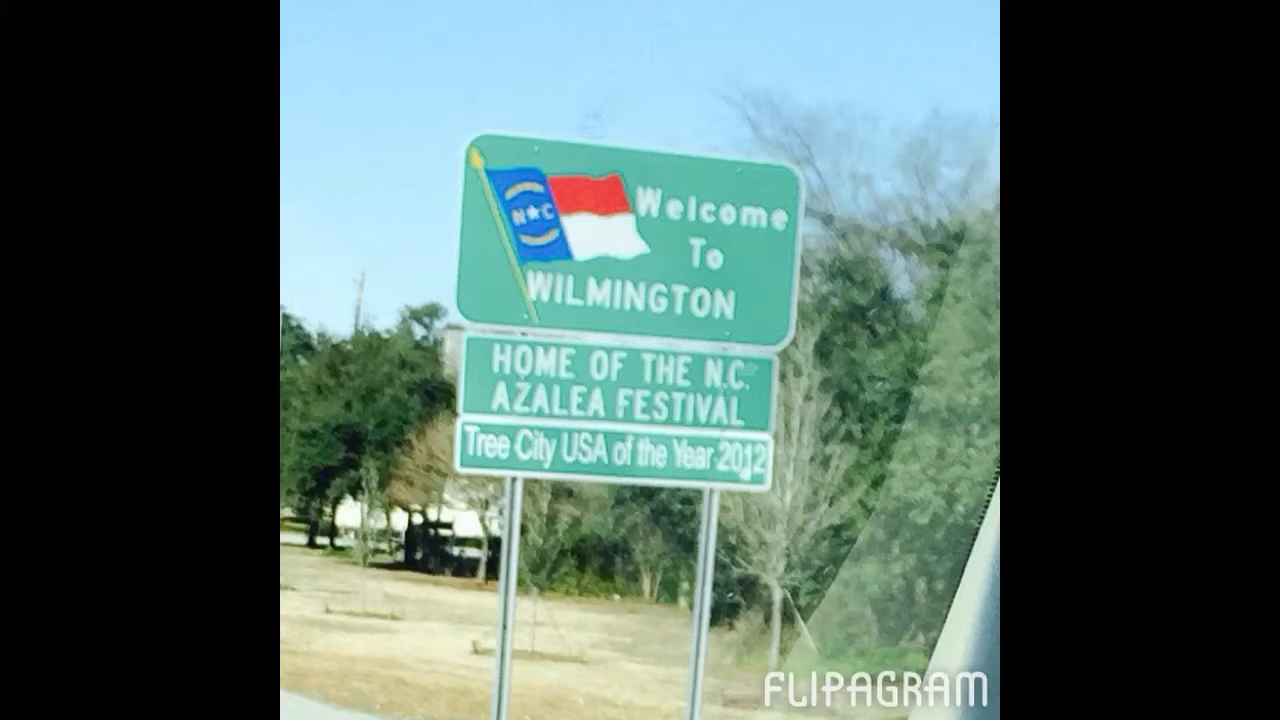 N★C
Welcome
To
WILMINGTON
HOME OF THE N.C.
AZALEA FESTIVAL
Tree City USA of the Year 2012
FLIPAGRAM